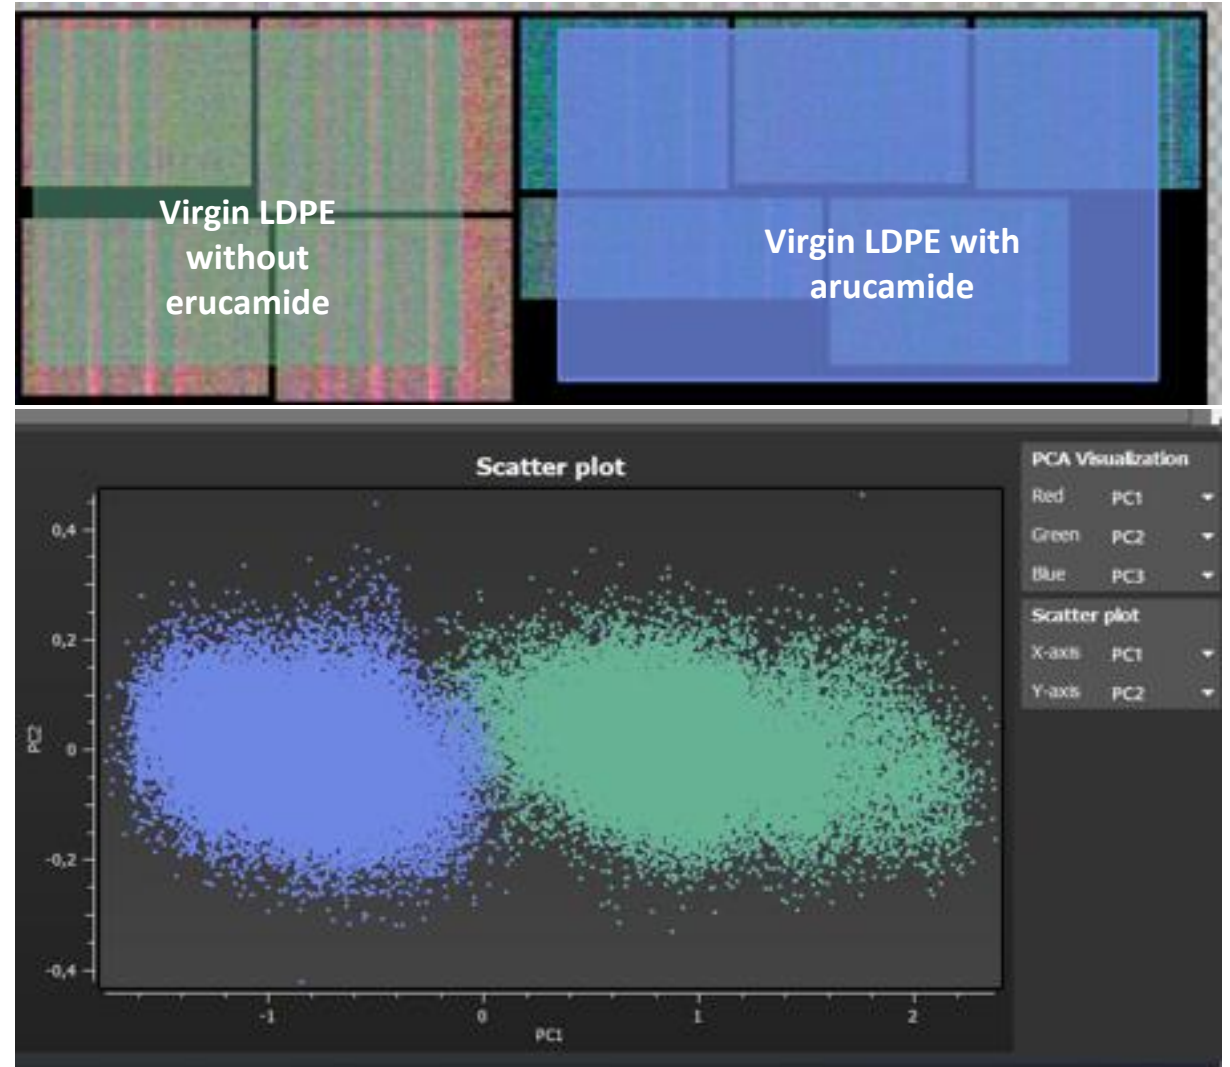 Virgin LDPE
without
erucamide
Virgin LDPE with
arucamide
Scatter plot
PCA Visualization
Red PC1
Green PC2
Blue PC3
Scatter plot
X-axis PC1
Y-axis PC2
0,4
0,2
0
-0,2
-0,4
PC2
-1 0 1 2
PC1